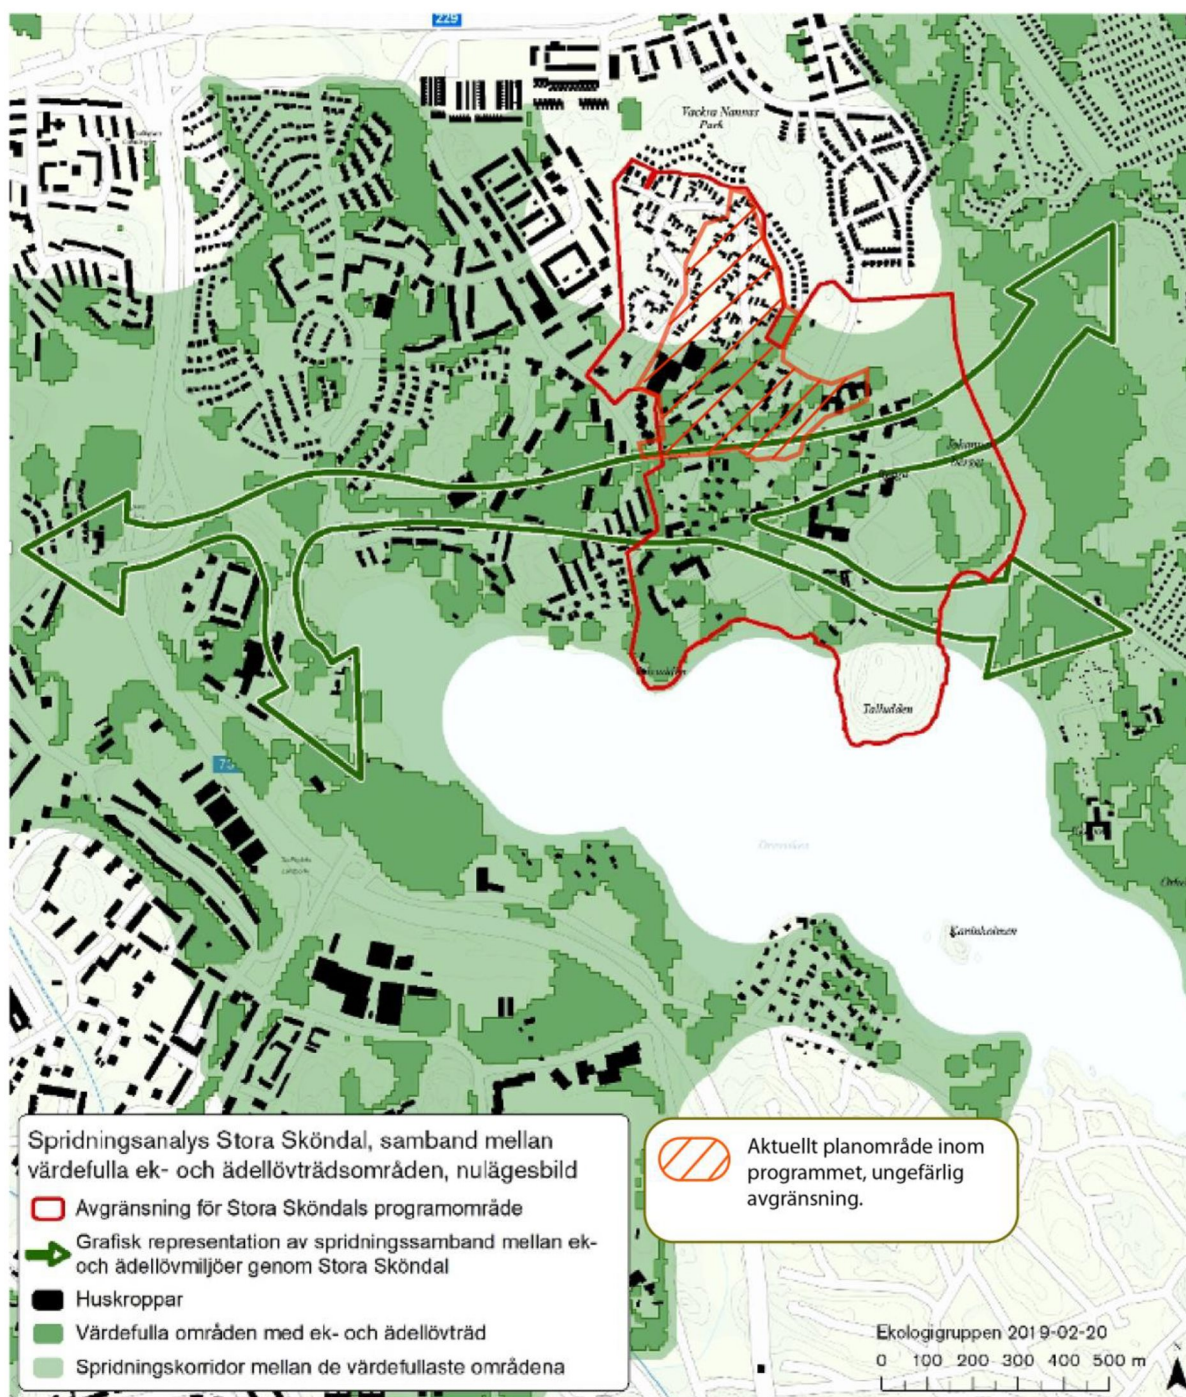 229
Vackra Nannas
Park
Talludden
Karinholmen
Spridningsanalys Stora Sköndal, samband mellan
värdefulla ek- och ädellövträdsområden, nulägesbild
Avgränsning för Stora Sköndals programområde
Grafisk representation av spridningssamband mellan ek-
och ädellövmiljöer genom Stora Sköndal
Huskroppar
Värdefulla områden med ek- och ädellövträd
Spridningskorridor mellan de värdefullaste områdena
Aktuellt planområde inom
programmet, ungefärlig
avgränsning.
Ekologigruppen 2019-02-20
0 100 200 300 400 500 m